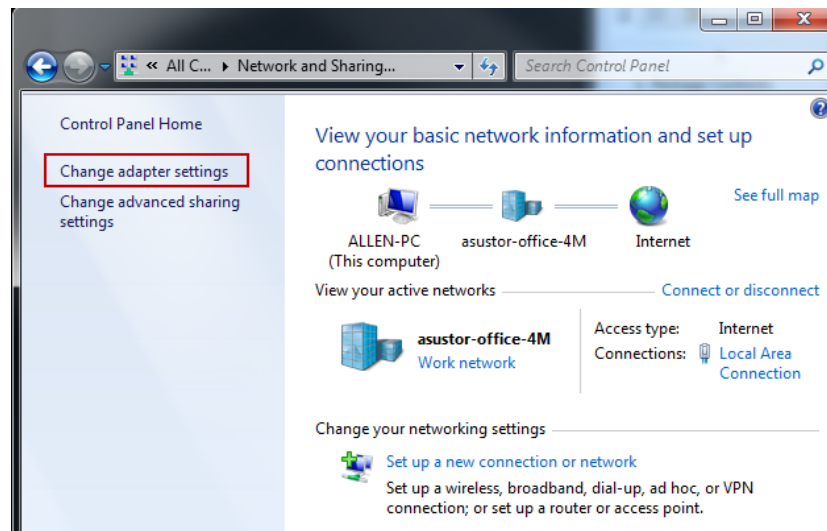 « All C... ▸ Network and Sharing...
Search Control Panel
Control Panel Home
Change adapter settings
Change advanced sharing
settings
View your basic network information and set up
connections
See full map
ALLEN-PC
(This computer)
asustor-office-4M
Internet
View your active networks
Connect or disconnect
asustor-office-4M
Work network
Access type: Internet
Connections: Local Area
Connection
Change your networking settings
Set up a new connection or network
Set up a wireless, broadband, dial-up, ad hoc, or VPN
connection; or set up a router or access point.